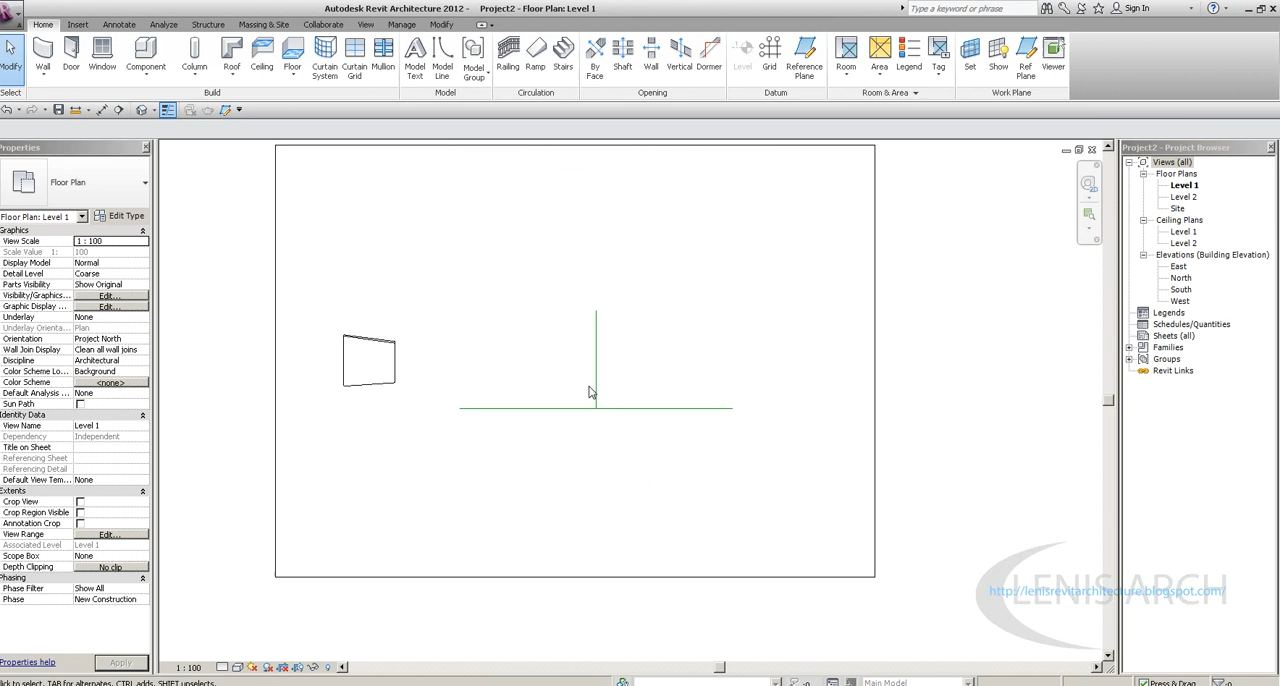 Autodesk Revit Architecture 2012 - Project2 - Floor Plan: Level 1
Type a keyword or phrase
Sign In
Home Insert Annotate Analyze Structure Massing & Site Collaborate View Manage Modify
Modify Wall Door Window Component Column Roof Ceiling Floor Curtain System Curtain Grid Mullion Model Text Model Line Model Group Railing Ramp Stairs By Face Shaft Wall Vertical Dormer Level Grid Reference Plane Room Area Legend Tag Set Show Ref Plane Viewer
Select Build Model Circulation Opening Datum Room & Area Work Plane
Properties
Floor Plan
Floor Plan: Level 1 Edit Type
Graphics
View Scale 1 : 100
Scale Value 1: 100
Display Model Normal
Detail Level Coarse
Parts Visibility Show Original
Visibility/Graphics... Edit...
Graphic Display ... Edit...
Underlay None
Underlay Orienta... Plan
Orientation Project North
Wall Join Display Clean all wall joins
Discipline Architectural
Color Scheme Lo... Background
Color Scheme <none>
Default Analysis ... None
Sun Path
Identity Data
View Name Level 1
Dependency Independent
Title on Sheet
Referencing Sheet
Referencing Detail
Default View Tem... None
Extents
Crop View
Crop Region Visible
Annotation Crop
View Range Edit...
Associated Level Level 1
Scope Box None
Depth Clipping No clip
Phasing
Phase Filter Show All
Phase New Construction
Properties help Apply
Project2 - Project Browser
Views (all)
Floor Plans
Level 1
Level 2
Site
Ceiling Plans
Level 1
Level 2
Elevations (Building Elevation)
East
North
South
West
Legends
Schedules/Quantities
Sheets (all)
Families
Groups
Revit Links
LENIS ARCH
http://lenisrevitarchitecture.blogspot.com/
1 : 100
lick to select, TAB for alternates, CTRL adds, SHIFT unselects.
Main Model
Press & Drag